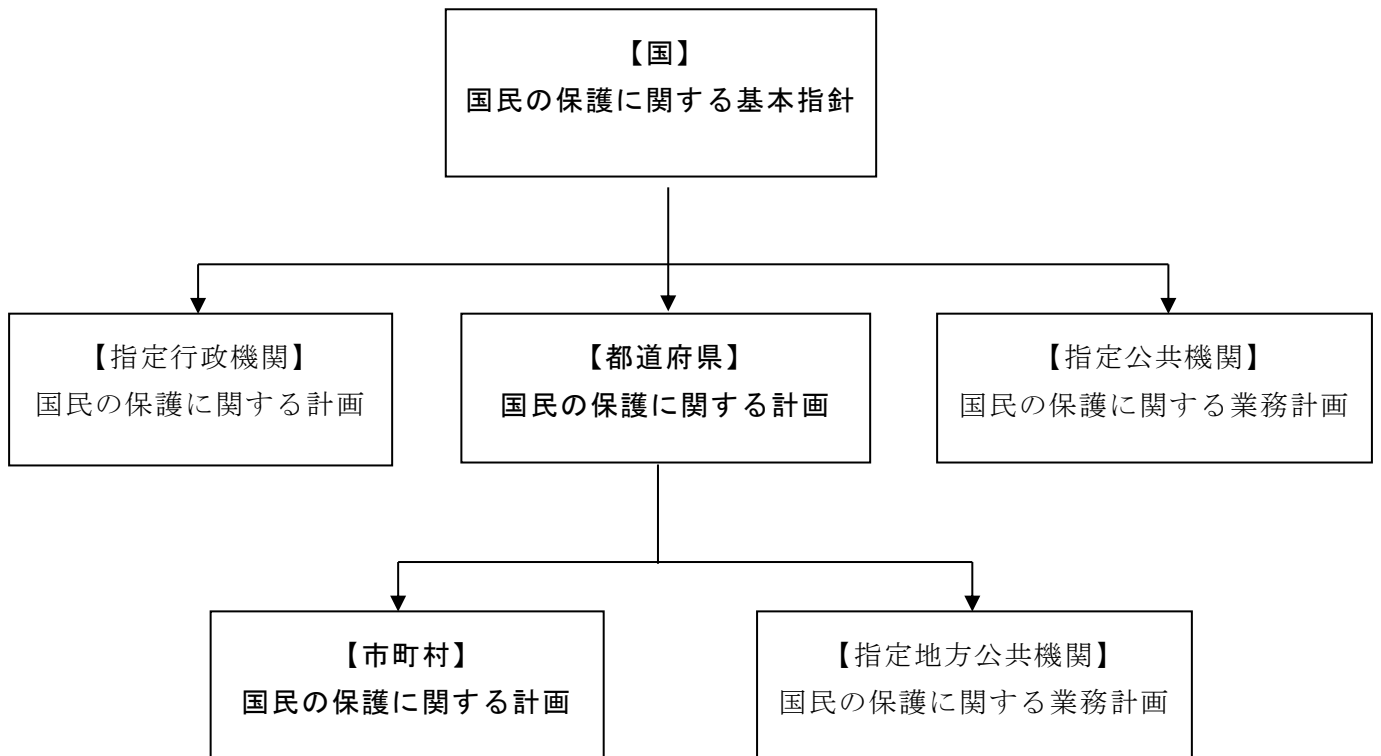 【国】
国民の保護に関する基本指針
【指定行政機関】
国民の保護に関する計画
【都道府県】
国民の保護に関する計画
【指定公共機関】
国民の保護に関する業務計画
【市町村】
国民の保護に関する計画
【指定地方公共機関】
国民の保護に関する業務計画